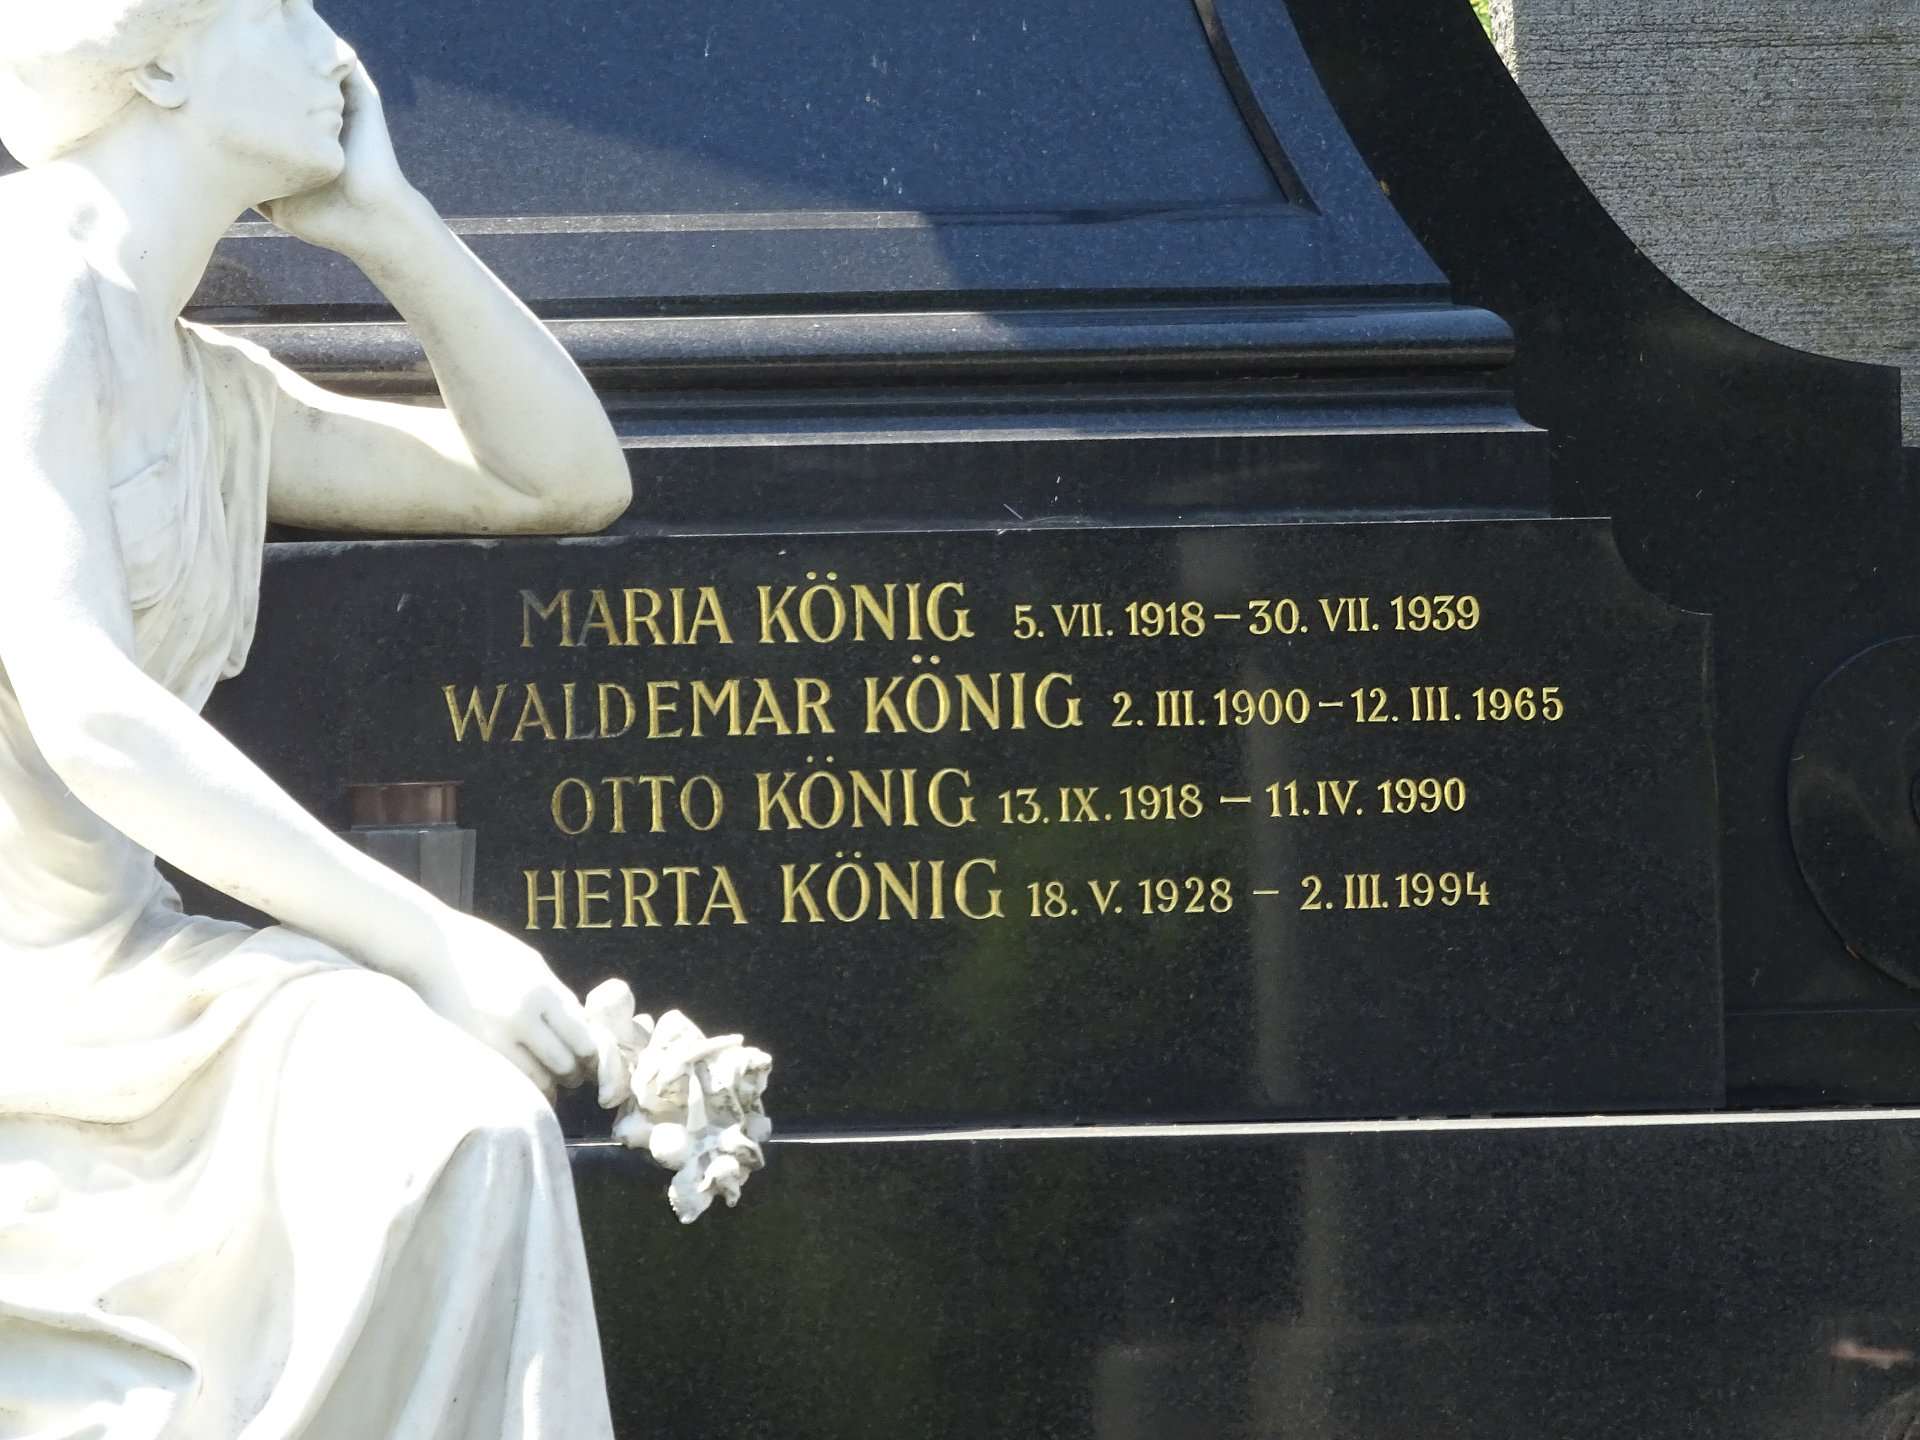 MARIA KÖNIG 5. VII. 1918 – 30. VII. 1939
WALDEMAR KÖNIG 2. III. 1900 – 12. III. 1965
OTTO KÖNIG 13. IX. 1918 – 11. IV. 1990
HERTA KÖNIG 18. V. 1928 – 2. III. 1994